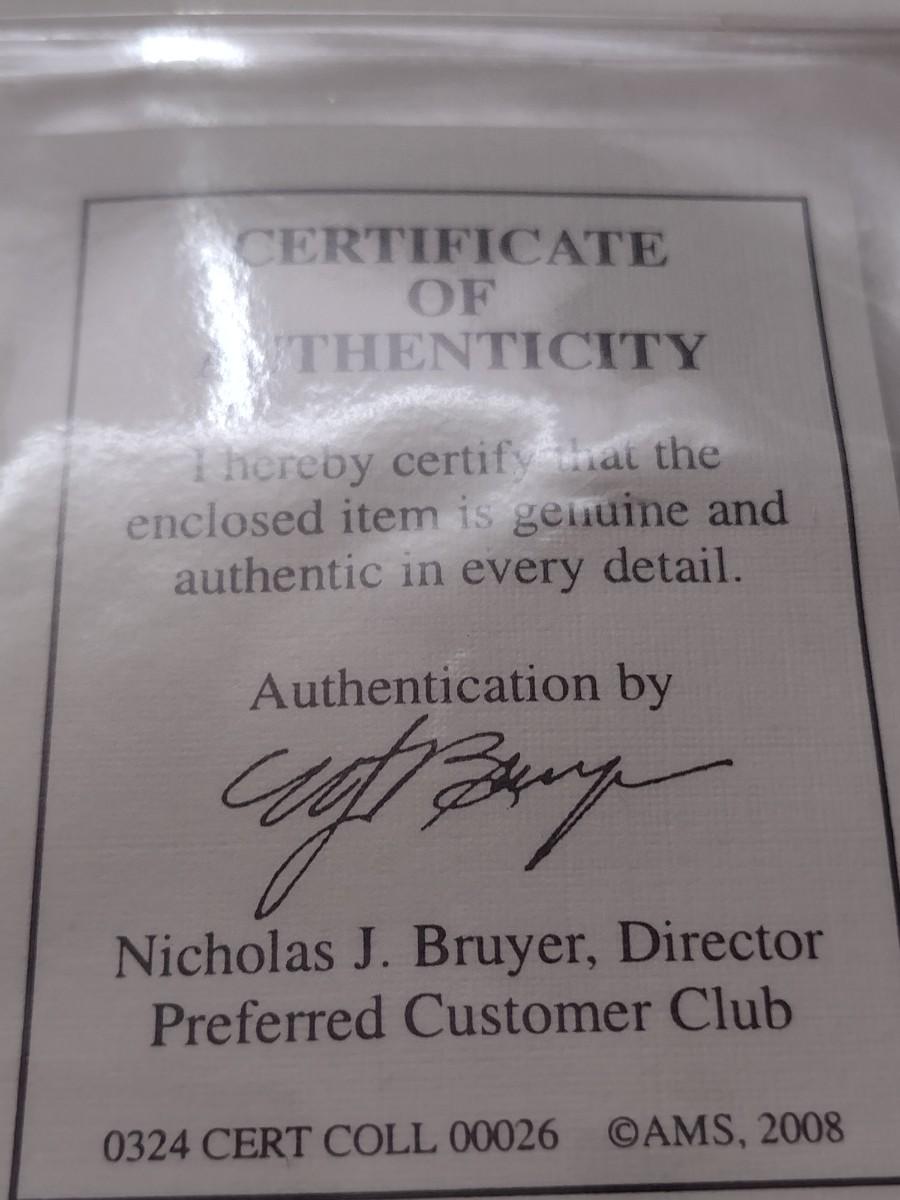 CERTIFICATE
OF
AUTHENTICITY
I hereby certify that the
enclosed item is genuine and
authentic in every detail.
Authentication by
Nicholas J. Bruyer, Director
Preferred Customer Club
0324 CERT COLL 00026 ©AMS, 2008